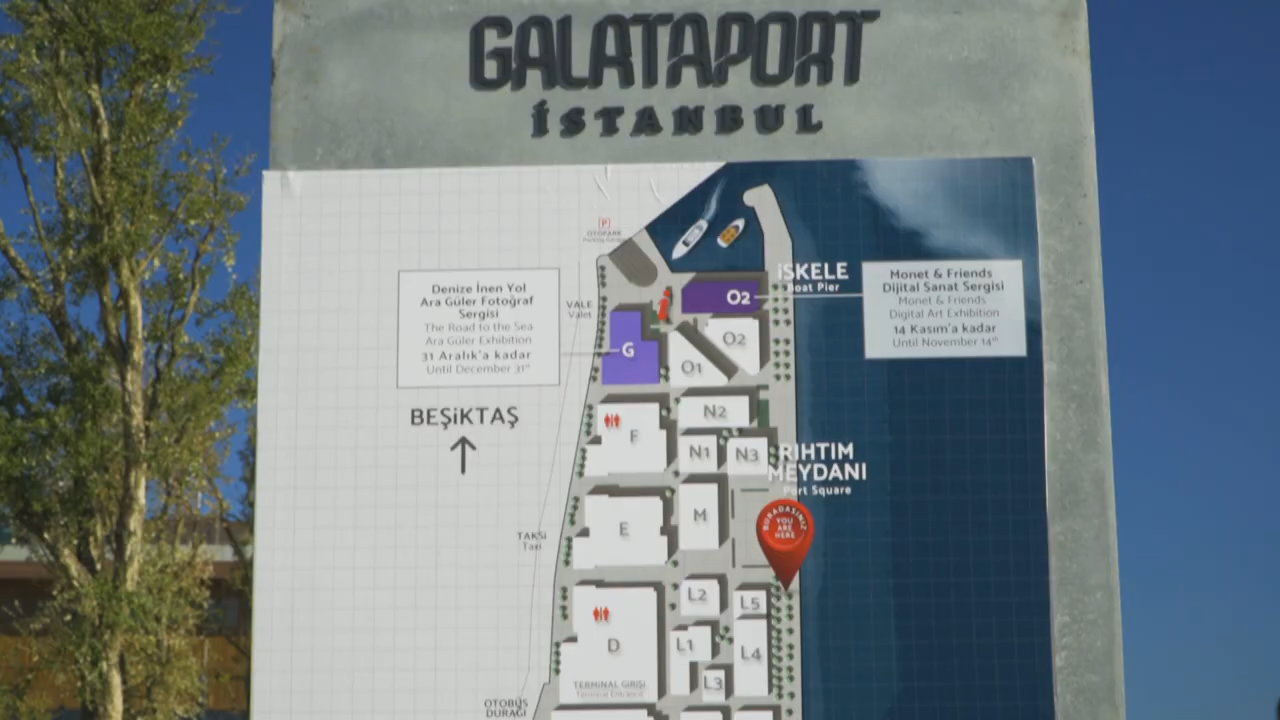 GALATAPORT
İSTANBUL
P
OTOPARK
Parking Garage
Denize İnen Yol
Ara Güler Fotoğraf
Sergisi
The Road to the Sea
Ara Güler Exhibition
31 Aralık'a kadar
Until December 31st
VALE
Valet
İSKELE
Boat Pier
Monet & Friends
Dijital Sanat Sergisi
Monet & Friends
Digital Art Exhibition
14 Kasım'a kadar
Until November 14th
O2
G
O2
O1
BEŞİKTAŞ
N2
F
N1
N3
RIHTIM
MEYDANI
Port Square
M
E
BURADASINIZ
YOU
ARE
HERE
TAKSİ
Taxi
L2
L5
D
L1
L4
L3
TERMİNAL GİRİŞİ
Terminal Entrance
OTOBÜS
DURAĞI